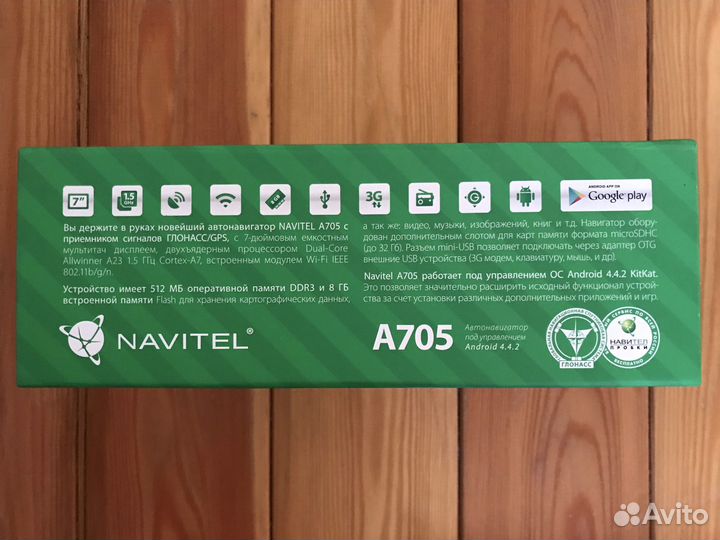 7"
1.5 GHz
8 GB
3G
G
ANDROID APP ON
Google play
Вы держите в руках новейший автонавигатор NAVITEL A705 с
приемником сигналов ГЛОНАСС/GPS, с 7-дюймовым емкостным
мультитач дисплеем, двухъядерным процессором Dual-Core
Allwinner A23 1.5 ГГц Cortex-A7, встроенным модулем Wi-Fi IEEE
802.11b/g/n.
Устройство имеет 512 МБ оперативной памяти DDR3 и 8 ГБ
встроенной памяти Flash для хранения картографических данных,
а так же: видео, музыки, изображений, книг и т.д. Навигатор обору-
дован дополнительным слотом для карт памяти формата microSDHC
(до 32 Гб). Разъем mini-USB позволяет подключать через адаптер OTG
внешние USB устройства (3G модем, клавиатуру, мышь, и др.)
Navitel A705 работает под управлением ОС Android 4.4.2 KitKat.
Это позволяет значительно расширить исходный функционал устрой-
ства за счет установки различных дополнительных приложений и игр.
NAVITEL®
A705
Автонавигатор
под управлением
Android 4.4.2
ГЛОНАСС
СЕРВИС ПО ВСЕЙ
НАВИТЕЛ
ПРОБКИ
БЕСПЛАТНО
Avito